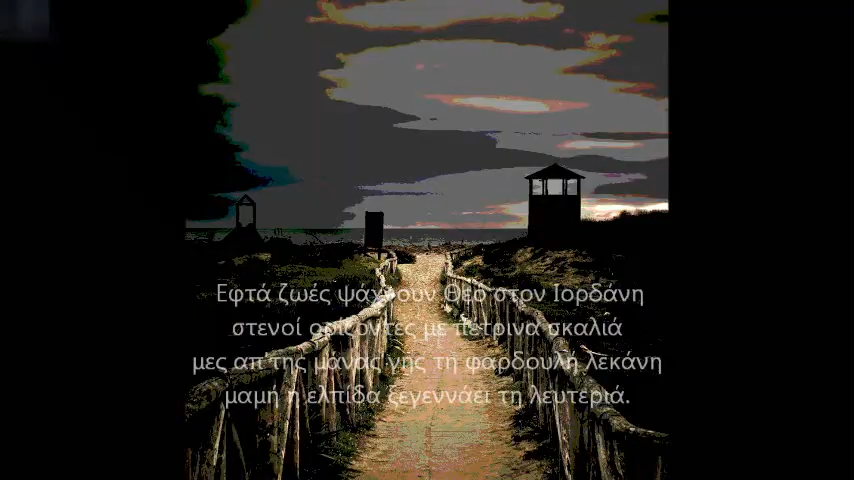 Εφτά ζωές ψάχνουν Θεό στον Ιορδάνη
στενοί ορίζοντες με πέτρινα σκαλιά
μες απ΄της μάνας γης τη φαρδουλή λεκάνη
μαμή η ελπίδα ξεγεννάει τη λευτεριά.